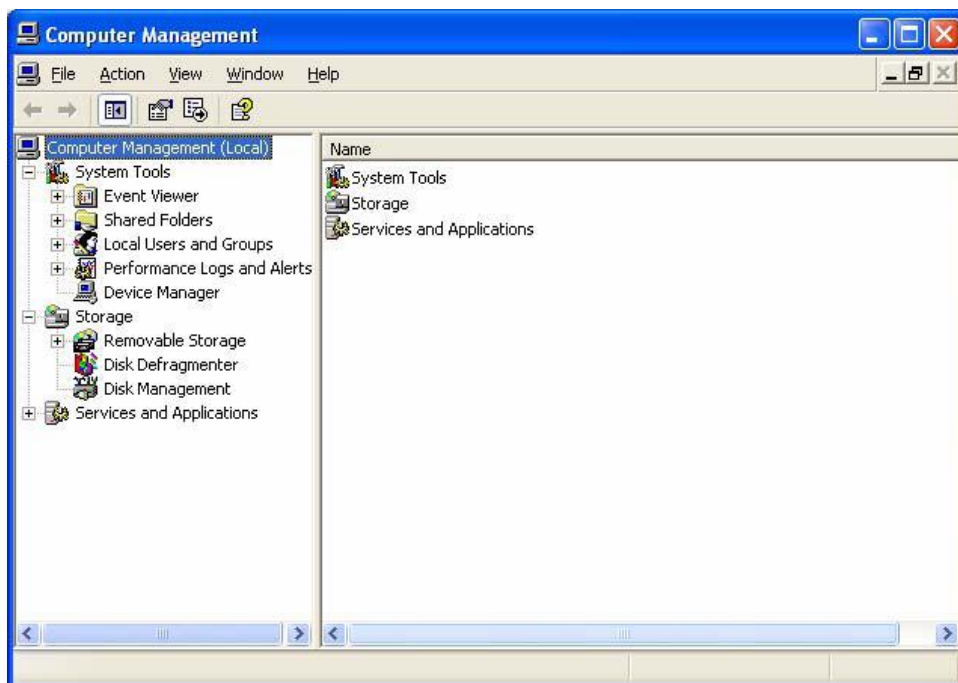 Computer Management
File Action View Window Help
Computer Management (Local)
System Tools
Event Viewer
Shared Folders
Local Users and Groups
Performance Logs and Alerts
Device Manager
Storage
Removable Storage
Disk Defragmenter
Disk Management
Services and Applications
Name
System Tools
Storage
Services and Applications